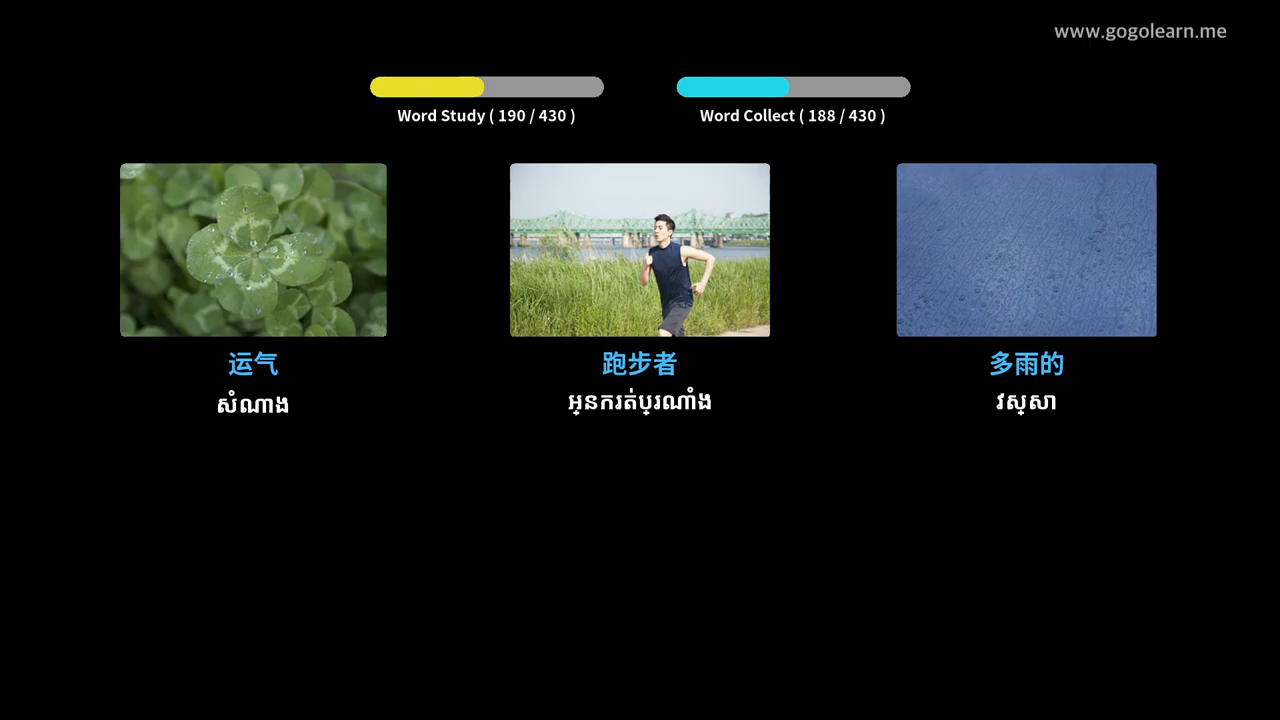 www.gogolearn.me
Word Study ( 190 / 430 )
Word Collect ( 188 / 430 )
运气
跑步者
多雨的
សំណាង
អ្នករត់ប្រណាំង
វស្សា